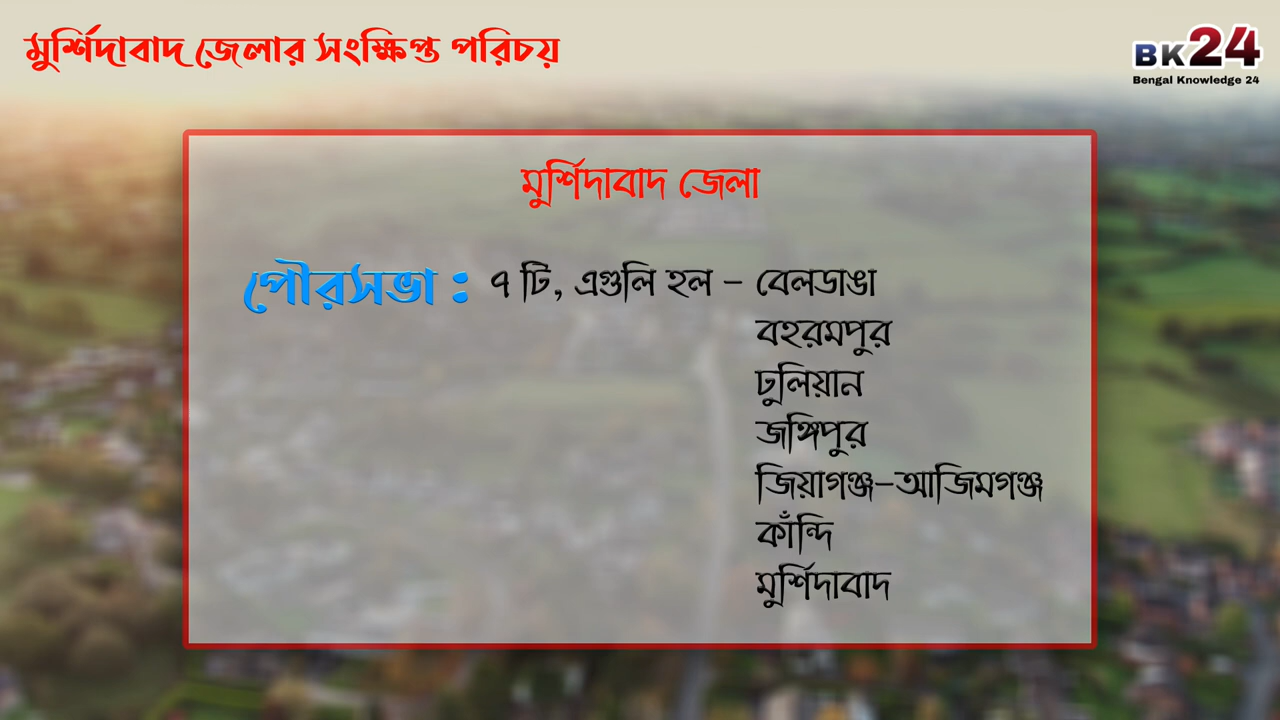 মুর্শিদাবাদ জেলার সংক্ষিপ্ত পরিচয়
BK24
Bengal Knowledge 24
মুর্শিদাবাদ জেলা
পৌরসভা : ৭ টি, এগুলি হল - বেলডাঙা
বহরমপুর
ঢুলিয়ান
জঙ্গিপুর
জিয়াগঞ্জ-আজিমগঞ্জ
কাঁন্দি
মুর্শিদাবাদ